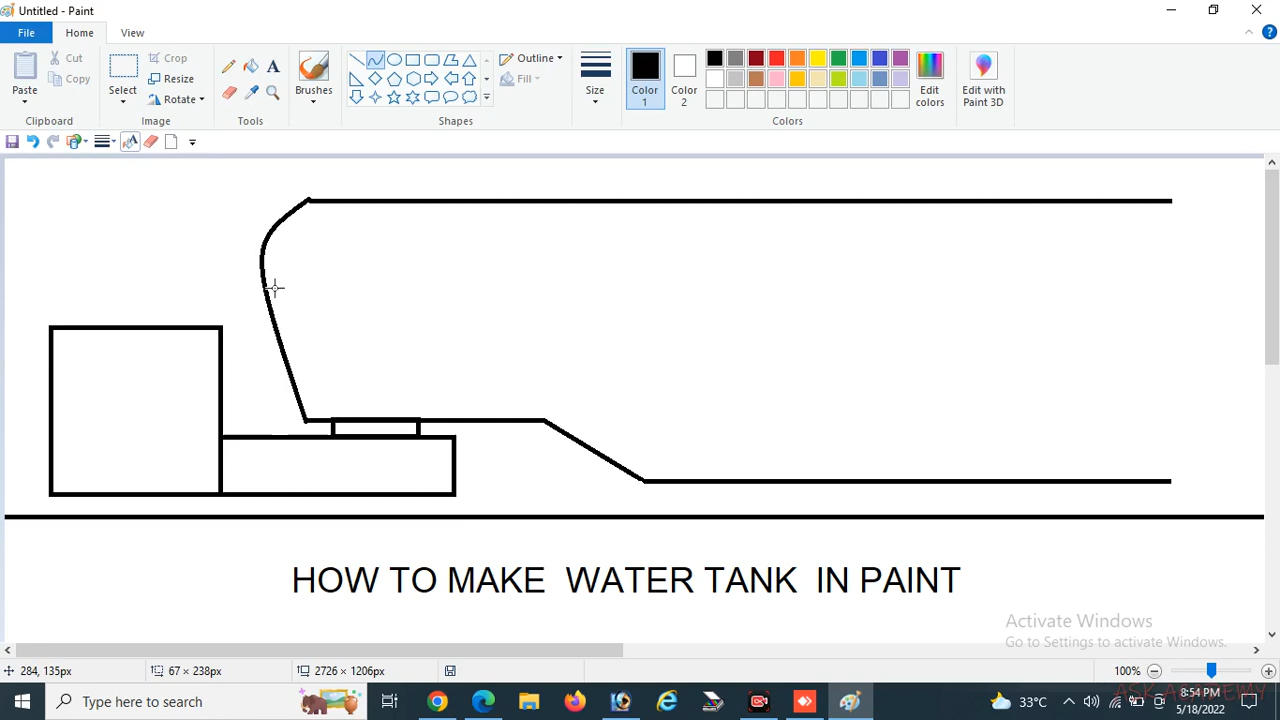 Untitled - Paint
File Home View
Paste
Cut
Copy
Clipboard
Select
Crop
Resize
Rotate
Image
Tools
Brushes
Shapes
Outline
Fill
Size
Color 1
Color 2
Colors
Edit colors
Edit with Paint 3D
HOW TO MAKE WATER TANK IN PAINT
Activate Windows
Go to Settings to activate Windows.
284, 135px
67 × 238px
2726 × 1206px
100%
Type here to search
33°C
8:54 PM
5/18/2022
ASK ACADEMY